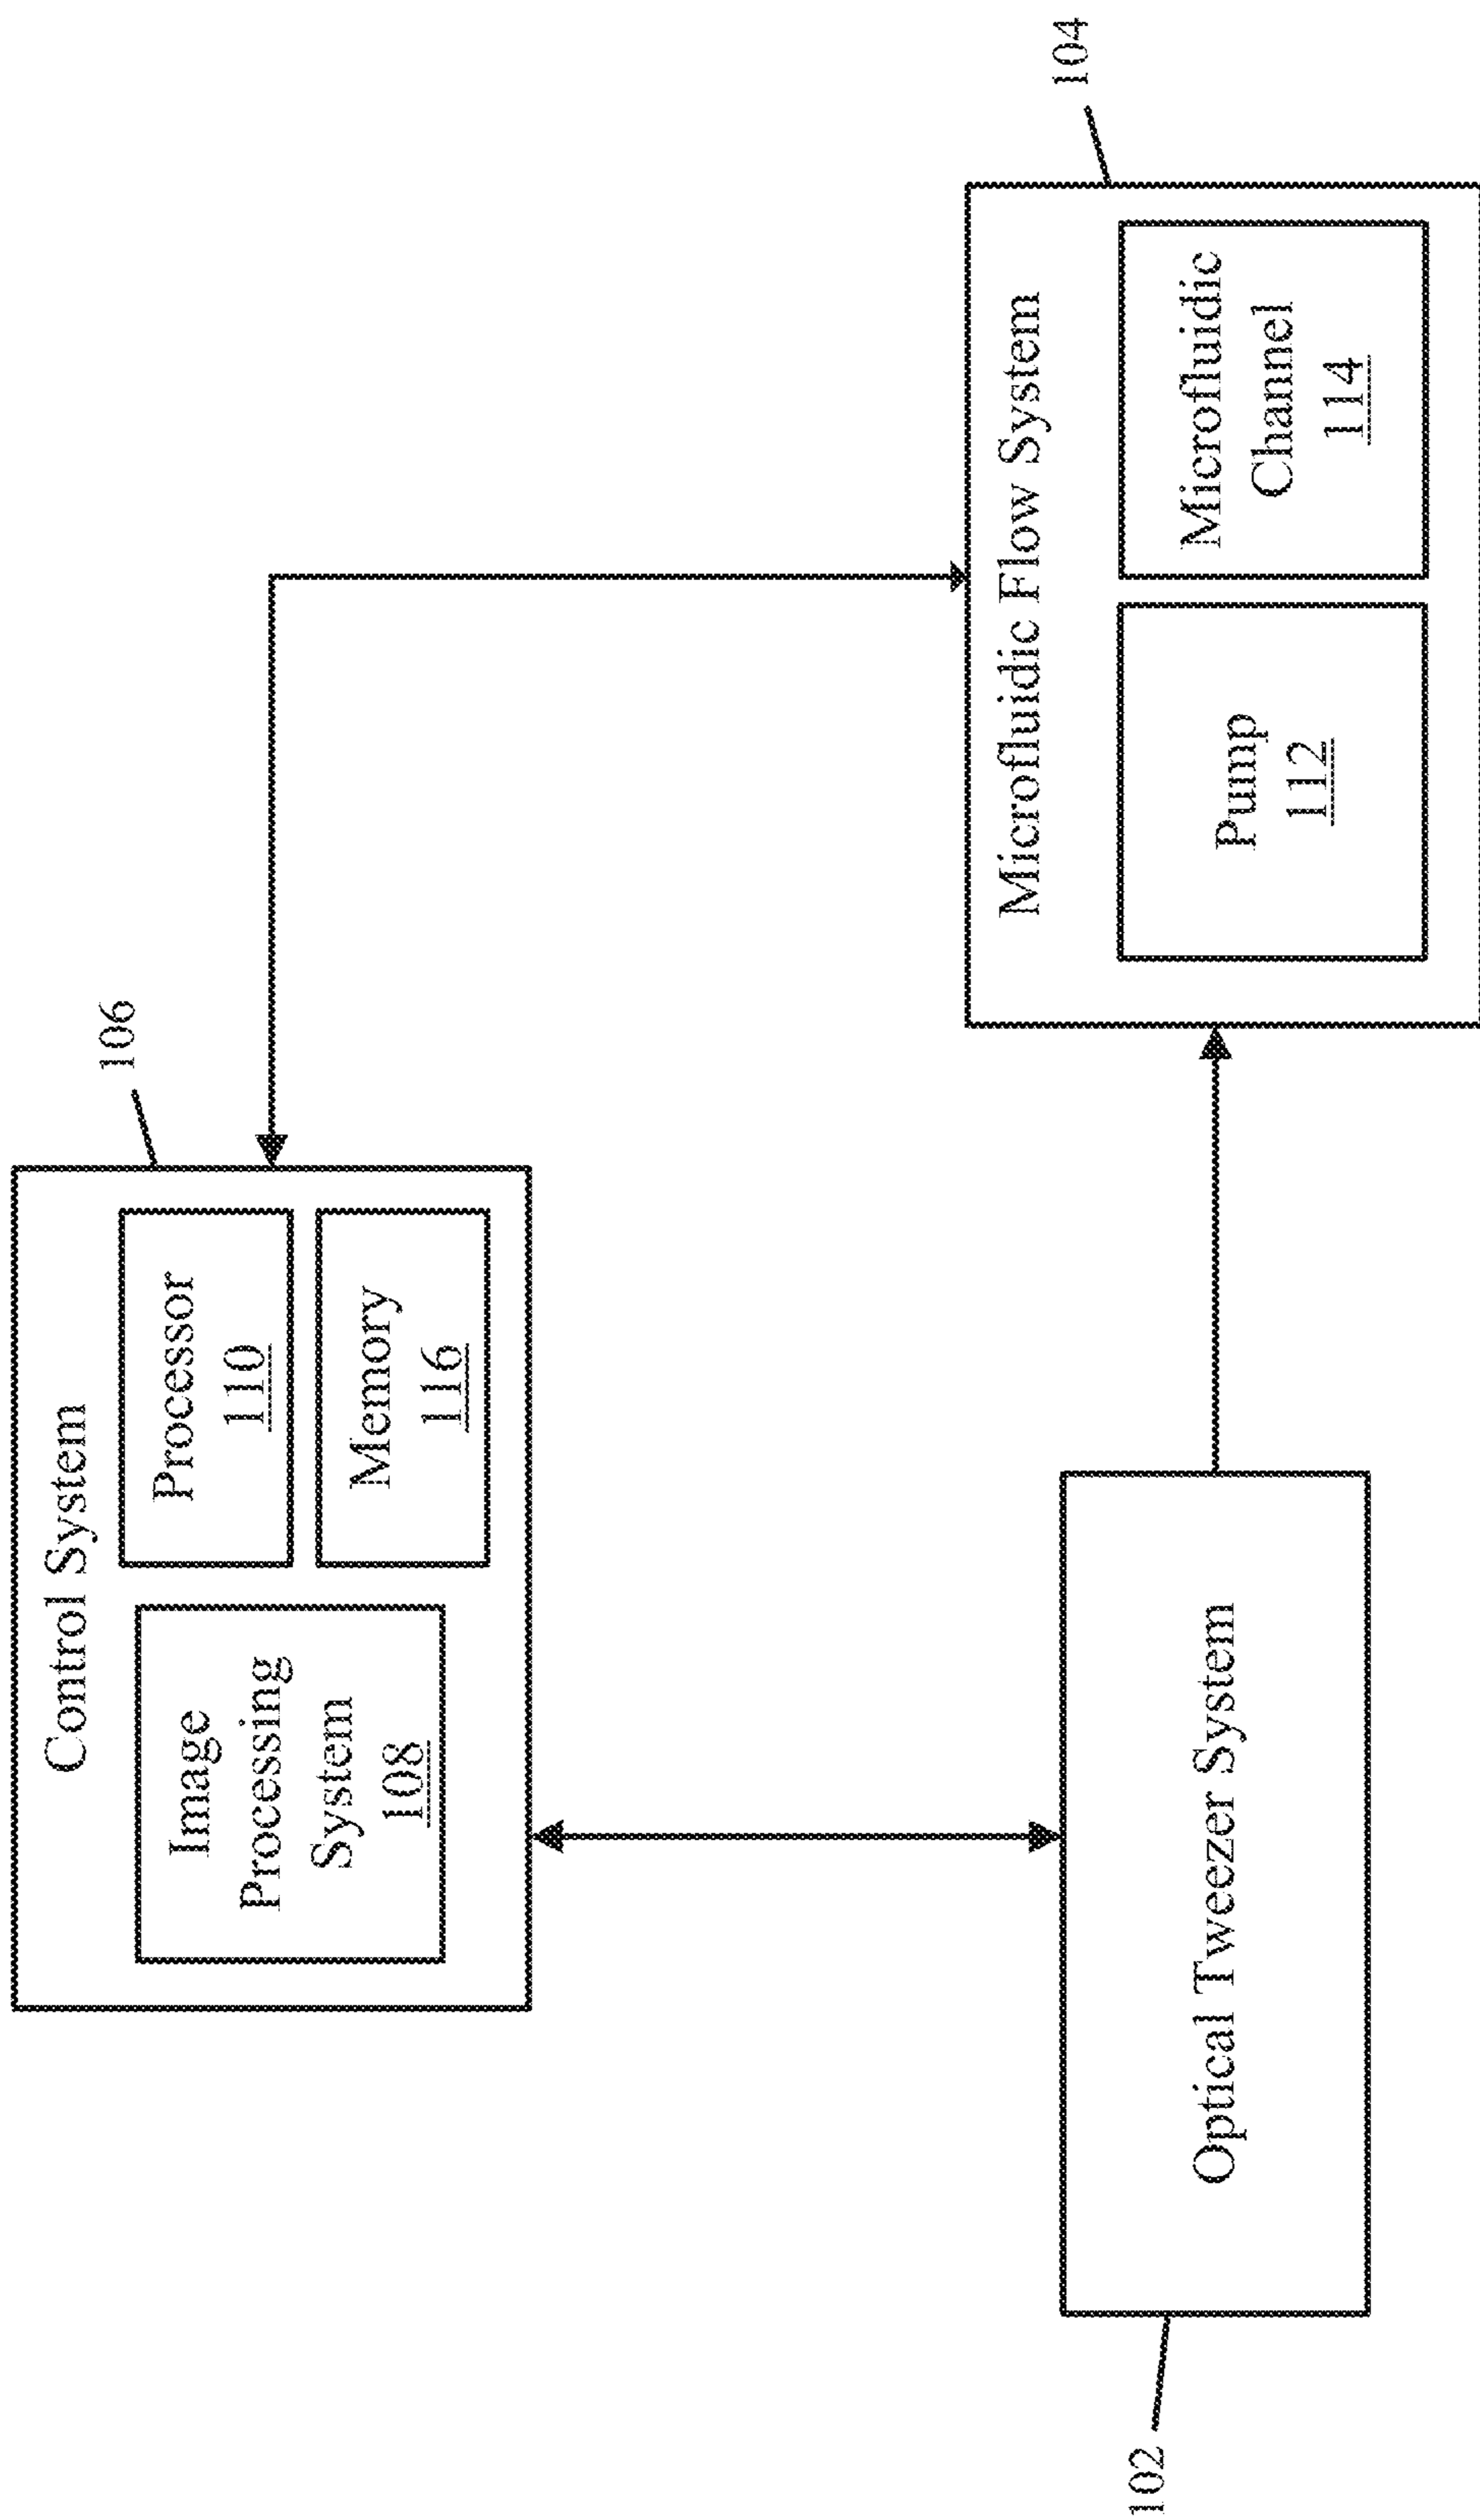 106
Control System
Image
Processing
System
108
Processor
110
Memory
116
102
Optical Tweezer System
104
Microfluidic Flow System
Pump
112
Microfluidic
Channel
114